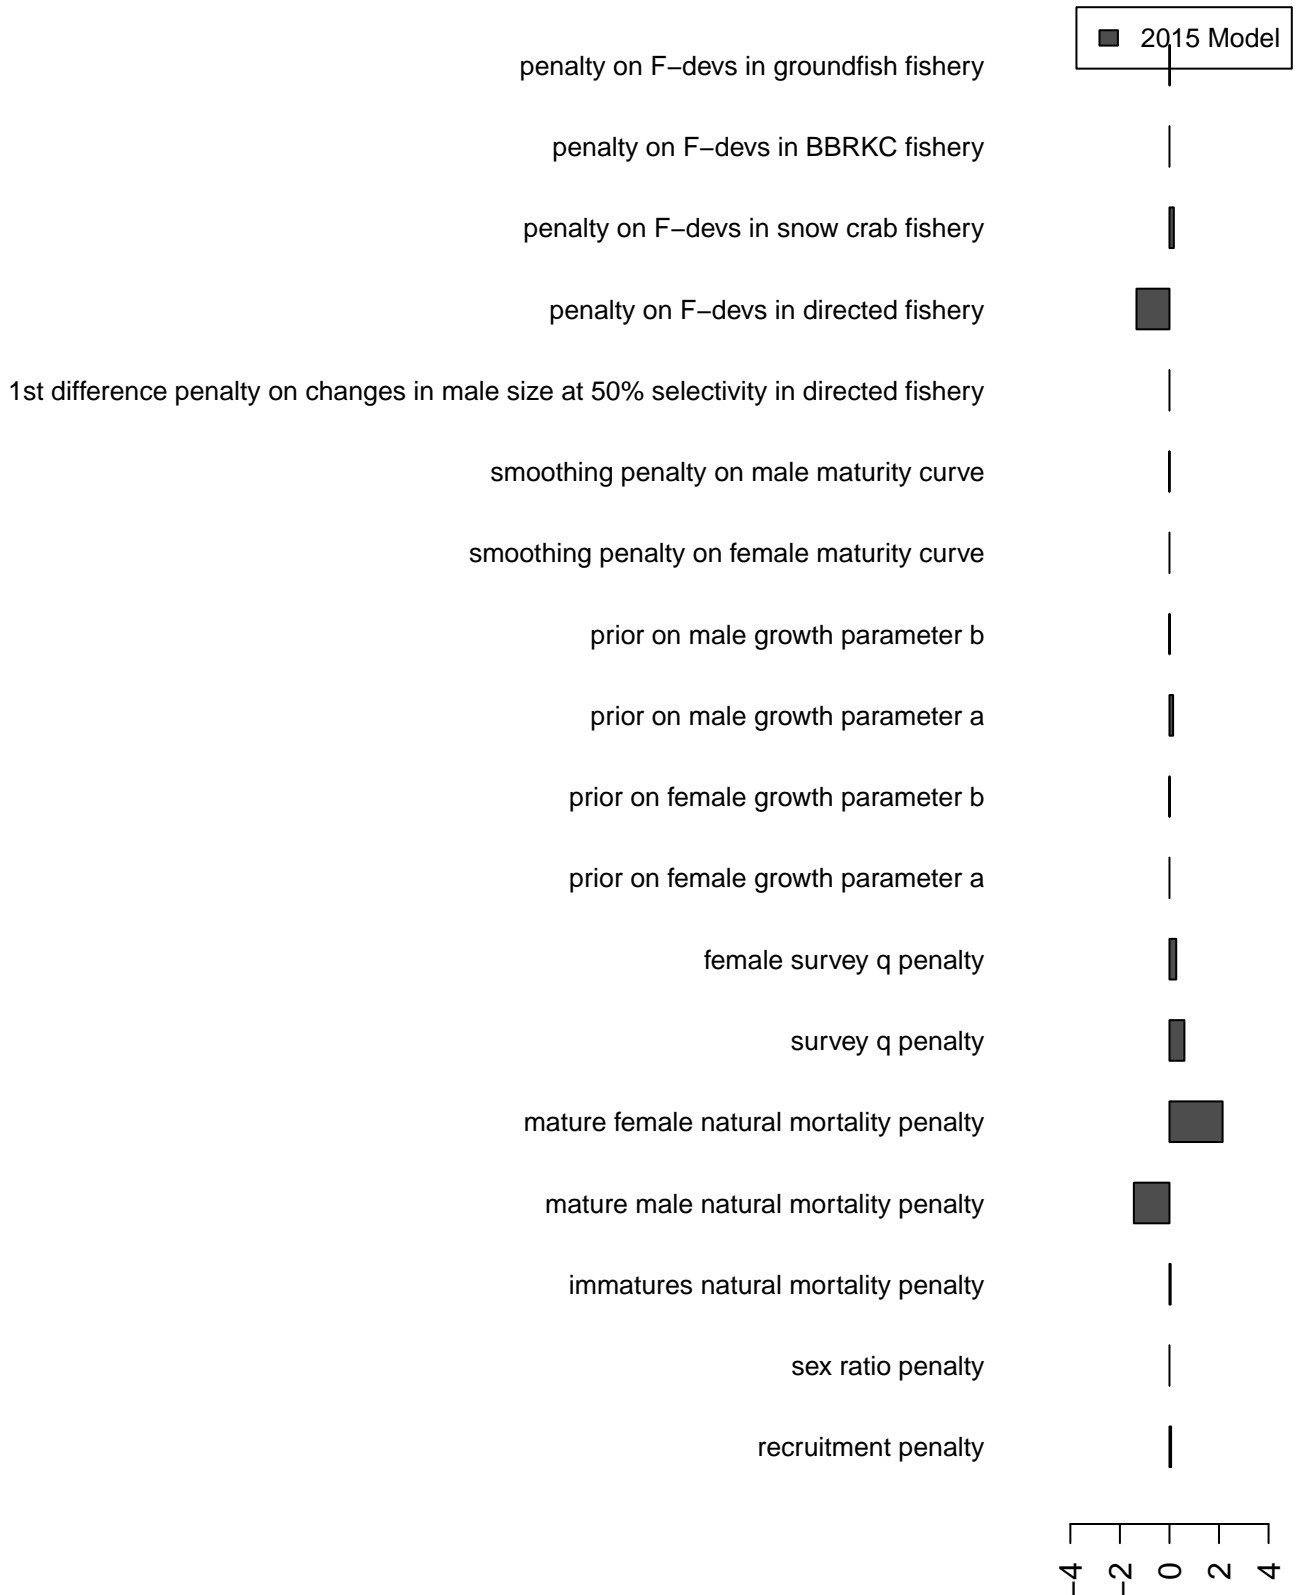 2015 Model
penalty on F−devs in groundfish fishery
penalty on F−devs in BBRKC fishery
penalty on F−devs in snow crab fishery
penalty on F−devs in directed fishery
1st difference penalty on changes in male size at 50% selectivity in directed fishery
smoothing penalty on male maturity curve
smoothing penalty on female maturity curve
prior on male growth parameter b
prior on male growth parameter a
prior on female growth parameter b
prior on female growth parameter a
female survey q penalty
survey q penalty
mature female natural mortality penalty
mature male natural mortality penalty
immatures natural mortality penalty
sex ratio penalty
recruitment penalty
−4
−2
0
2
4